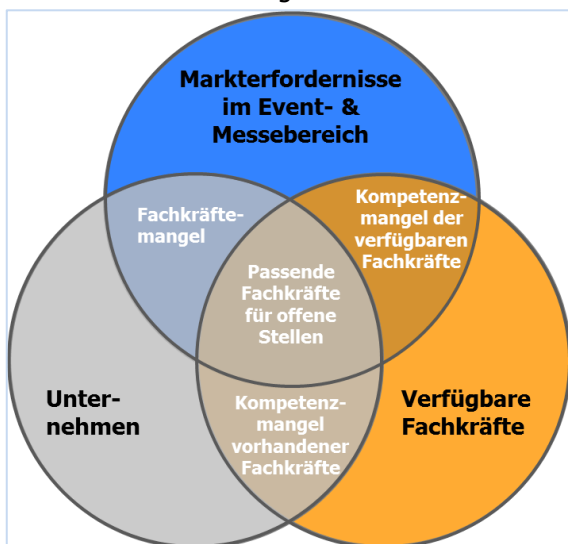 Markterfordernisse
im Event- &
Messebereich
Fachkräfte-
mangel
Kompetenz-
mangel der
verfügbaren
Fachkräfte
Passende
Fachkräfte
für offene
Stellen
Unter-
nehmen
Kompetenz-
mangel
vorhandener
Fachkräfte
Verfügbare
Fachkräfte